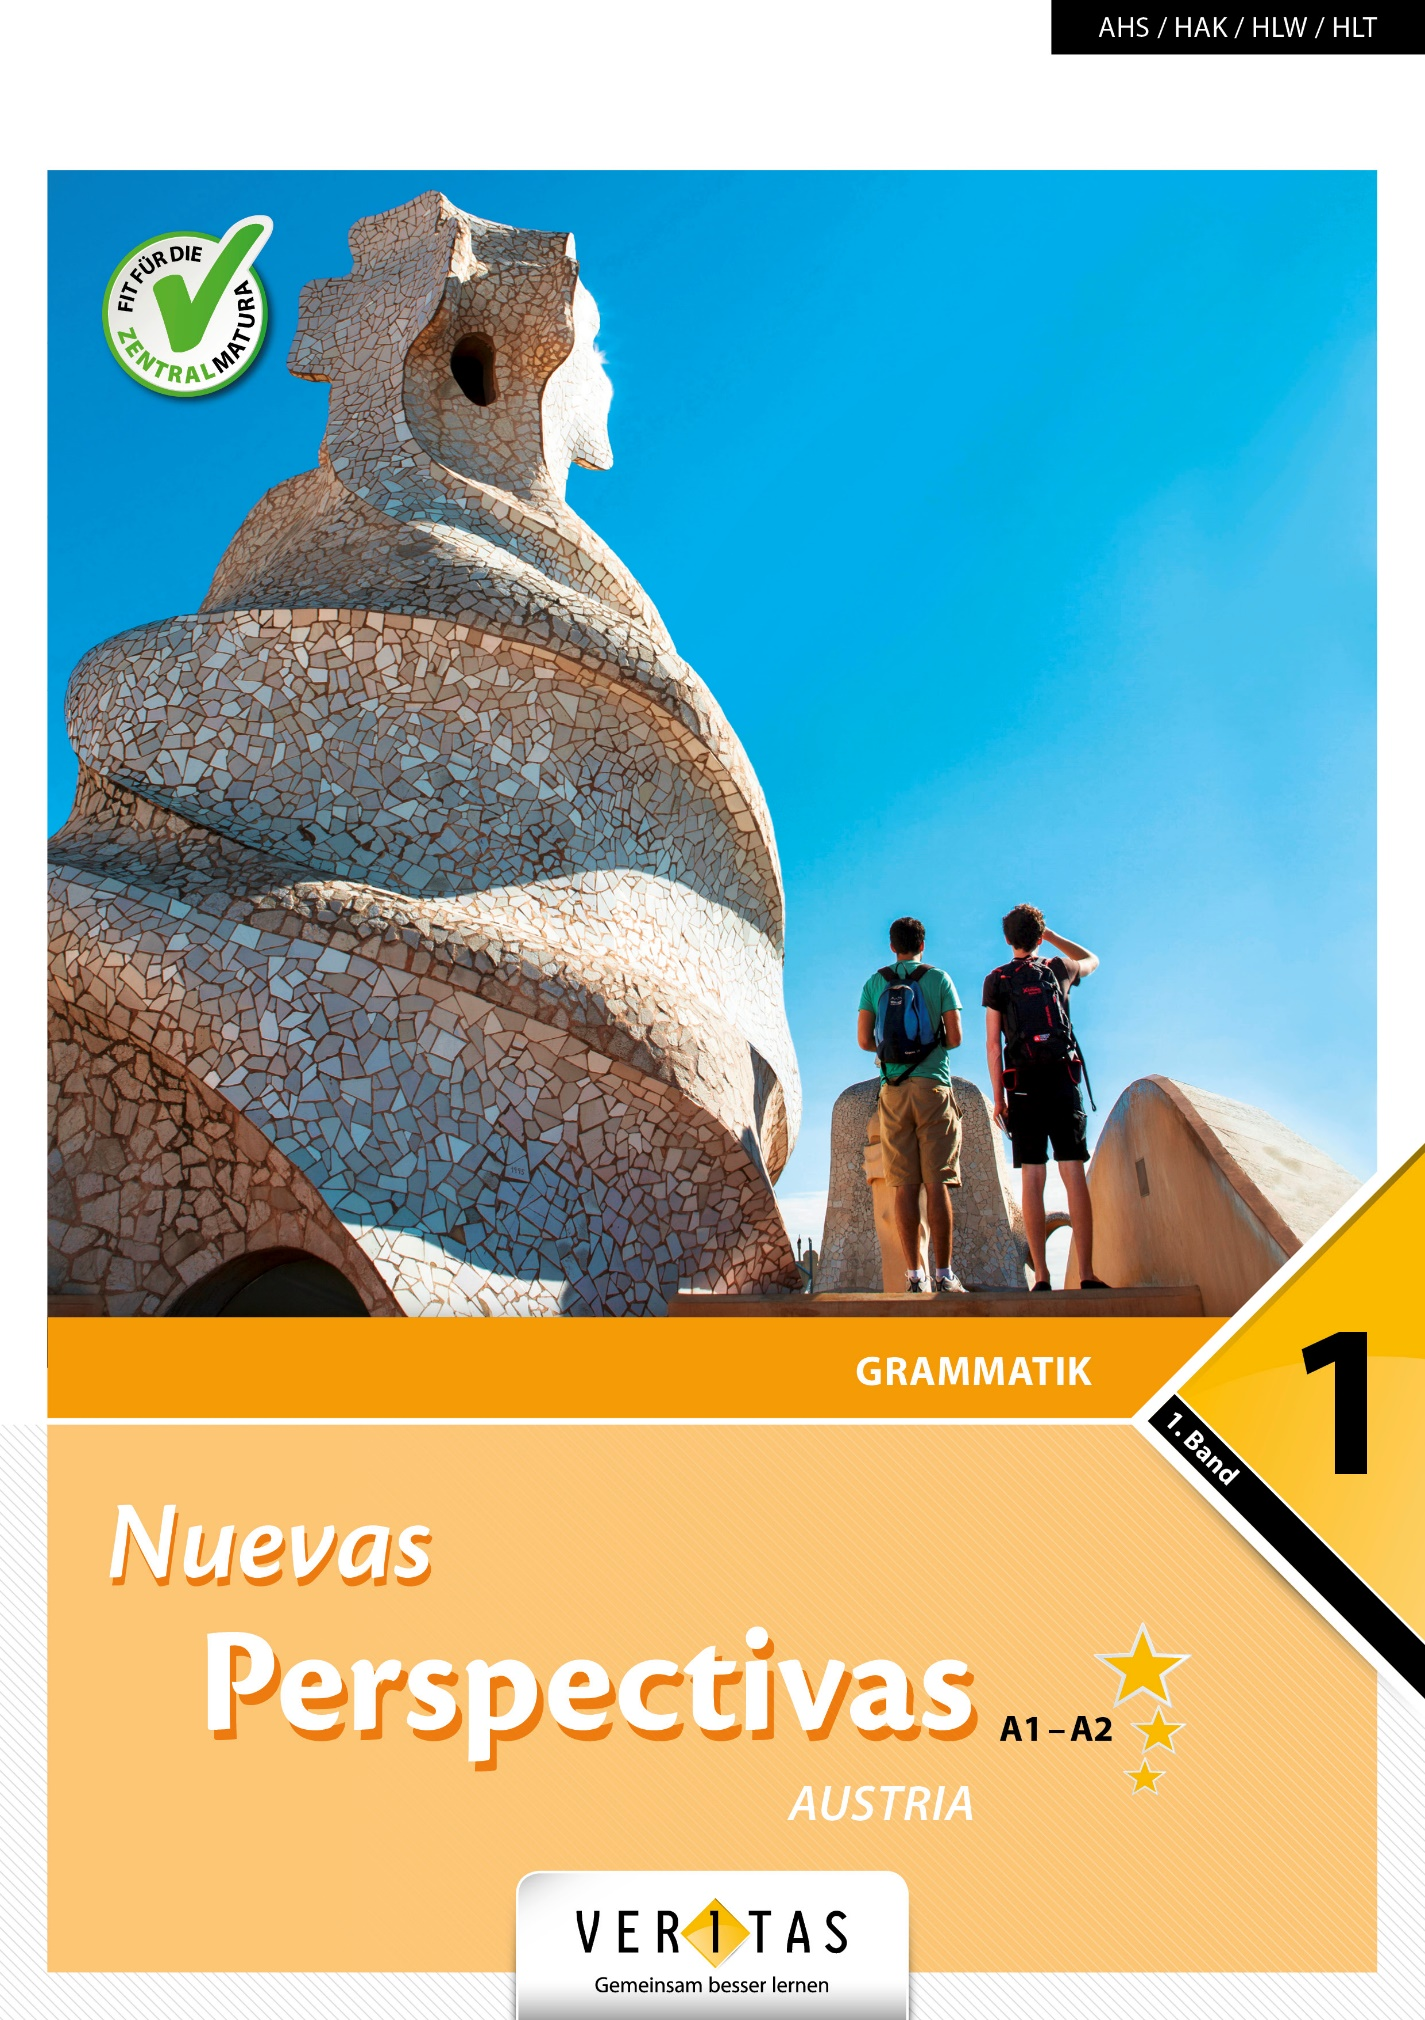 AHS / HAK / HLW / HLT
FIT FÜR DIE
ZENTRALMATURA
GRAMMATIK
1
1. Band
Nuevas
Perspectivas
A1 – A2
AUSTRIA
VERITAS
Gemeinsam besser lernen